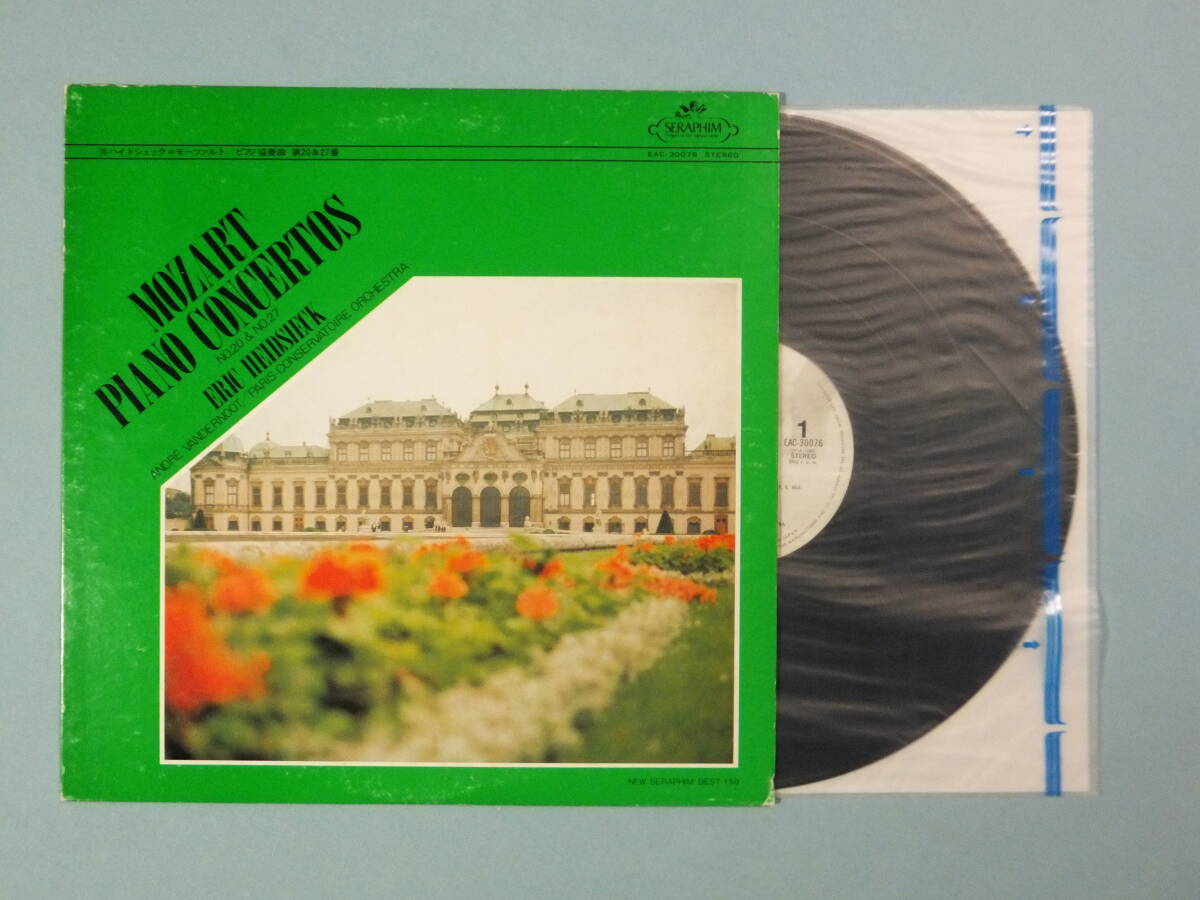 SERAPHIM
ハイドシェック＊モーツァルト／ピアノ協奏曲 第20&27番
EAC-30076 STEREO
MOZART
PIANO CONCERTOS
NO.20 & NO.27
ERIC HEIDSIECK
ANDRE VANDERNOOT/PARIS CONSERVATOIRE ORCHESTRA
NEW SERAPHIM BEST 150
1
EAC-30076
STEREO